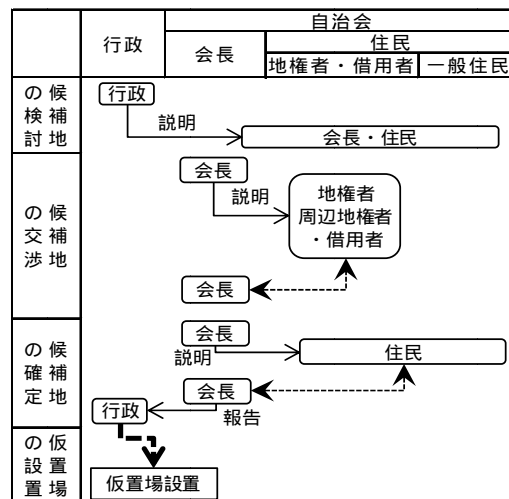 自治会
行政
会長
住民
地権者・借用者
一般住民
候補地
の検討
行政
説明
会長・住民
候補地
の交渉
会長
説明
地権者
周辺地権者
・借用者
会長
候補地
の確定
会長
説明
住民
会長
報告
行政
仮置場
の設置
仮置場設置